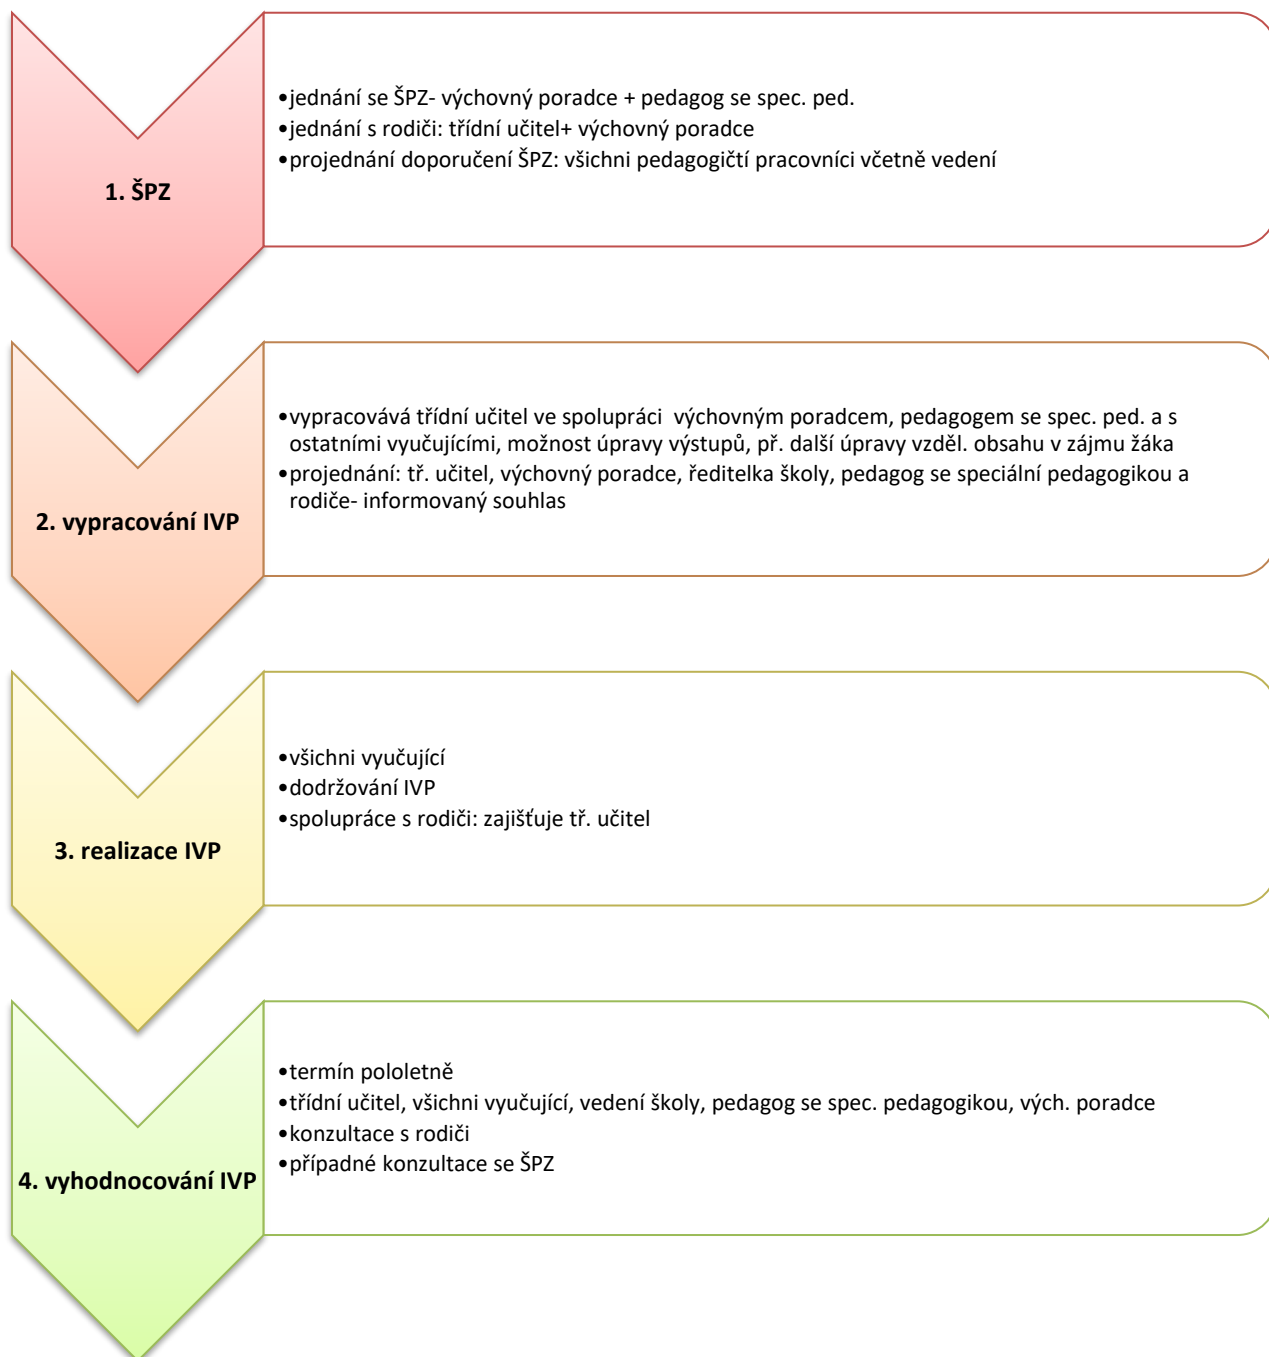 1. ŠPZ
•jednání se ŠPZ- výchovný poradce + pedagog se spec. ped.
•jednání s rodiči: třídní učitel+ výchovný poradce
•projednání doporučení ŠPZ: všichni pedagogičtí pracovníci včetně vedení
2. vypracování IVP
•vypracovává třídní učitel ve spolupráci  výchovným poradcem, pedagogem se spec. ped. a s
ostatními vyučujícími, možnost úpravy výstupů, př. další úpravy vzděl. obsahu v zájmu žáka
•projednání: tř. učitel, výchovný poradce, ředitelka školy, pedagog se speciální pedagogikou a
rodiče- informovaný souhlas
3. realizace IVP
•všichni vyučující
•dodržování IVP
•spolupráce s rodiči: zajišťuje tř. učitel
4. vyhodnocování IVP
•termín pololetně
•třídní učitel, všichni vyučující, vedení školy, pedagog se spec. pedagogikou, vých. poradce
•konzultace s rodiči
•případné konzultace se ŠPZ